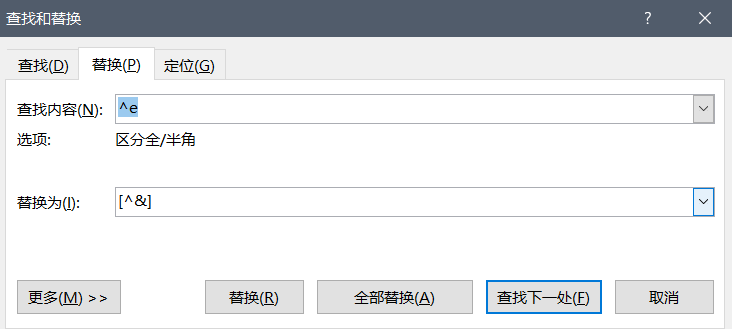 查找和替换
查找(D) 替换(P) 定位(G)
查找内容(N): ^e
选项: 区分全/半角
替换为(I): [^&]
更多(M) >> 替换(R) 全部替换(A) 查找下一处(F) 取消